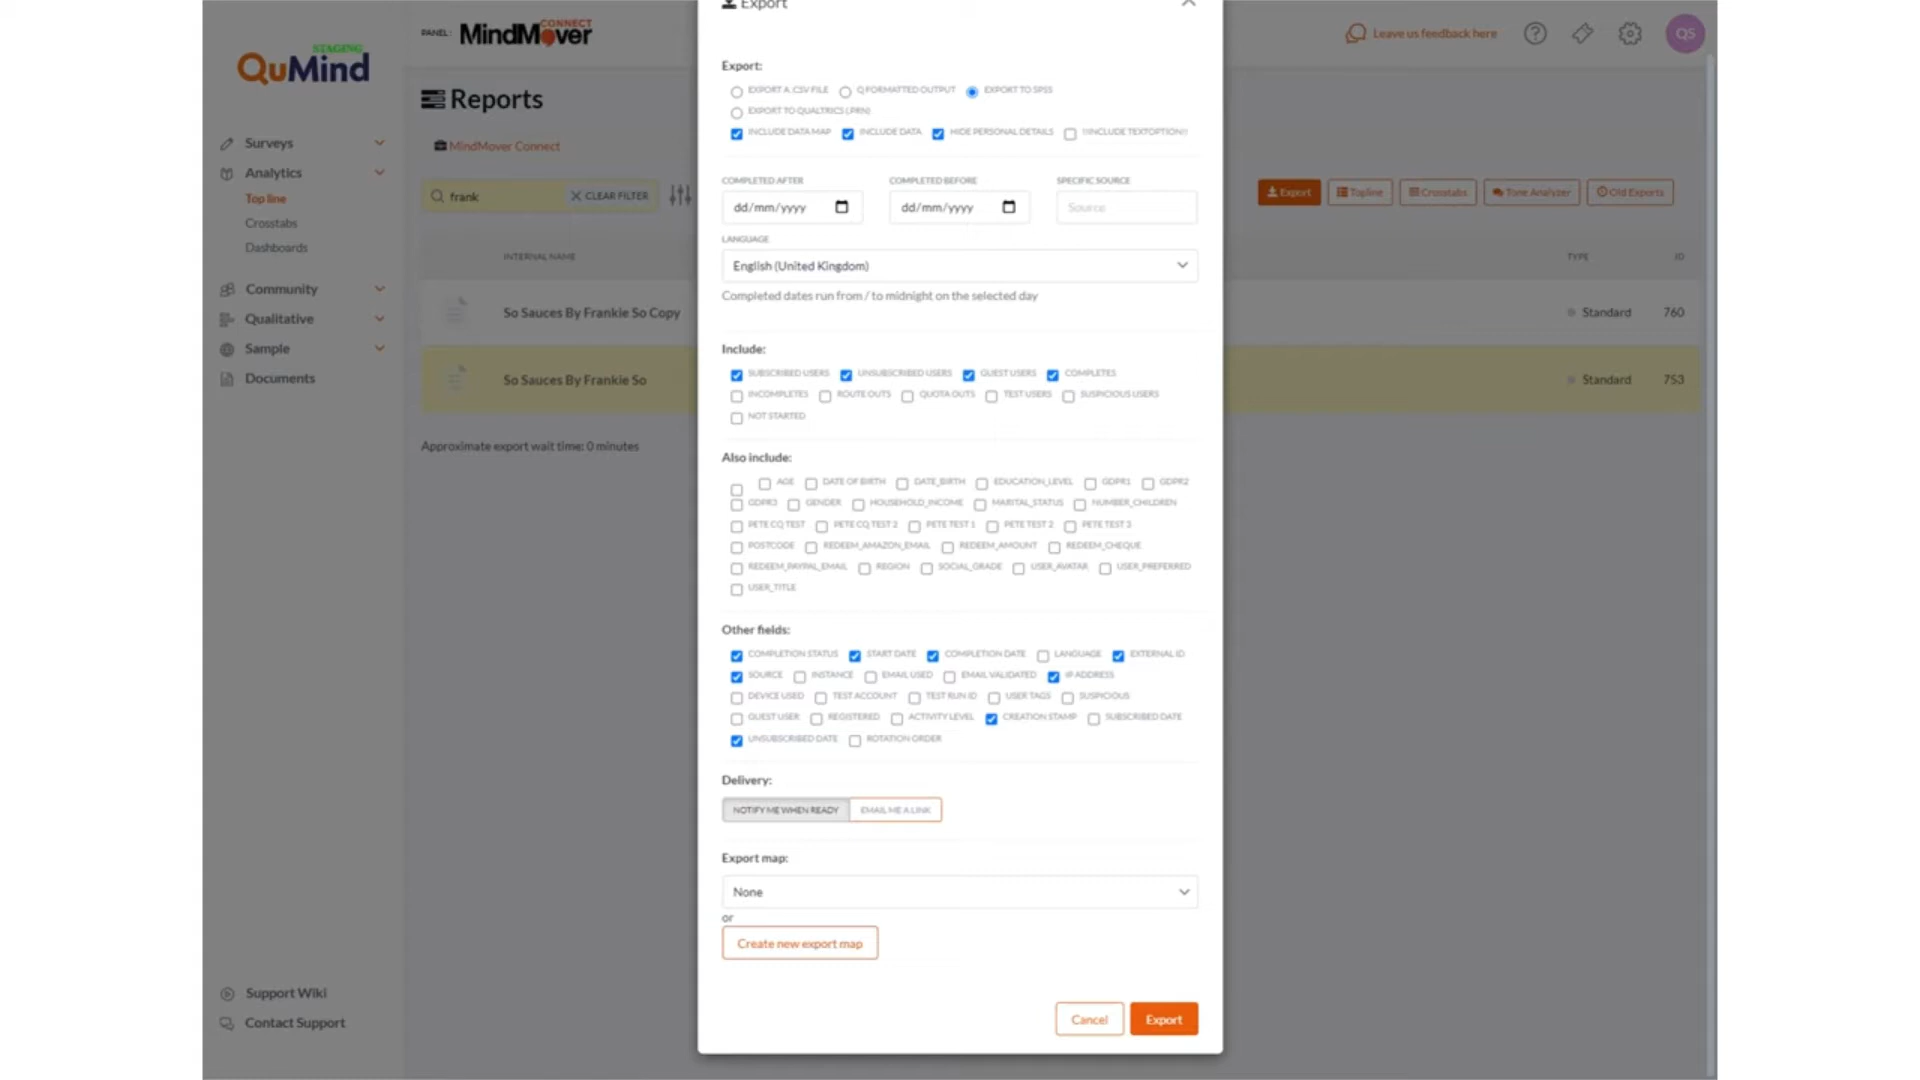 STAGING
QuMind
Surveys
Analytics
Top line
Crosstabs
Dashboards
Community
Qualitative
Sample
Documents
Support Wiki
Contact Support
PANEL: MindMover CONNECT
Leave us feedback here
QS
Reports
MindMover Connect
frank CLEAR FILTER
Export Topline Crosstabs Tone Analyzer Old Exports
INTERNAL NAME TYPE ID
So Sauces By Frankie So Copy Standard 760
So Sauces By Frankie So Standard 753
Approximate export wait time: 0 minutes
Export
Export:
EXPORT A .CSV FILE Q FORMATTED OUTPUT EXPORT TO SPSS
EXPORT TO QUALTRICS (.PRN)
INCLUDE DATA MAP INCLUDE DATA HIDE PERSONAL DETAILS !!INCLUDE TEXTOPTION!!
COMPLETED AFTER COMPLETED BEFORE SPECIFIC SOURCE
dd/mm/yyyy dd/mm/yyyy Source
LANGUAGE
English (United Kingdom)
Completed dates run from / to midnight on the selected day
Include:
SUBSCRIBED USERS UNSUBSCRIBED USERS GUEST USERS COMPLETES
INCOMPLETES ROUTE OUTS QUOTA OUTS TEST USERS SUSPICIOUS USERS
NOT STARTED
Also include:
AGE DATE OF BIRTH DATE_BIRTH EDUCATION_LEVEL GDPR1 GDPR2
GDPR3 GENDER HOUSEHOLD_INCOME MARITAL_STATUS NUMBER_CHILDREN
PETE CQ TEST PETE CQ TEST 2 PETE TEST 1 PETE TEST 2 PETE TEST 3
POSTCODE REDEEM_AMAZON_EMAIL REDEEM_AMOUNT REDEEM_CHEQUE
REDEEM_PAYPAL_EMAIL REGION SOCIAL_GRADE USER_AVATAR USER_PREFERRED
USER_TITLE
Other fields:
COMPLETION STATUS START DATE COMPLETION DATE LANGUAGE EXTERNAL ID
SOURCE INSTANCE EMAIL USED EMAIL VALIDATED IP ADDRESS
DEVICE USED TEST ACCOUNT TEST RUN ID USER TAGS SUSPICIOUS
GUEST USER REGISTERED ACTIVITY LEVEL CREATION STAMP SUBSCRIBED DATE
UNSUBSCRIBED DATE ROTATION ORDER
Delivery:
NOTIFY ME WHEN READY EMAIL ME A LINK
Export map:
None
or
Create new export map
Cancel Export